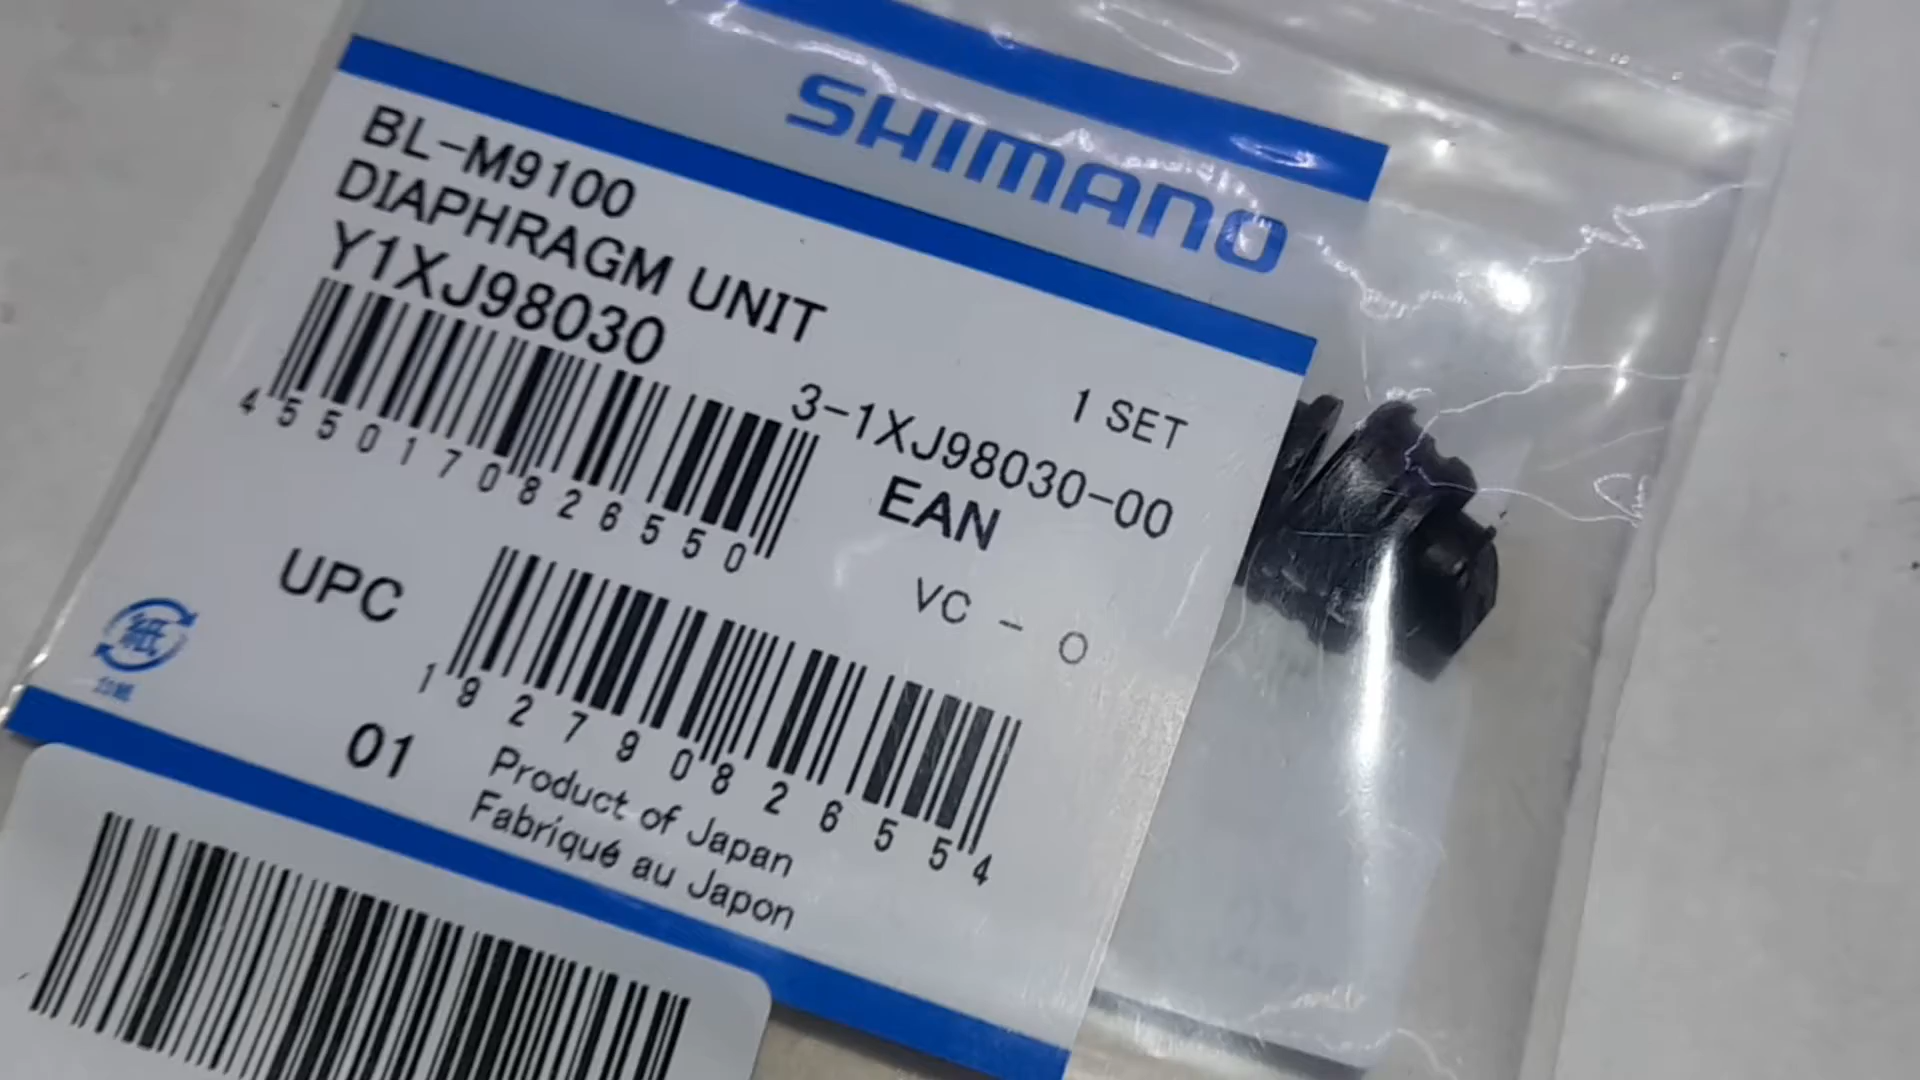 SHIMANO
BL-M9100
DIAPHRAGM UNIT
Y1XJ98030
1 SET
3-1XJ98030-00
4550170826550
EAN
VC - O
UPC
192790826554
紙
01
Product of Japan
Fabriqué au Japon